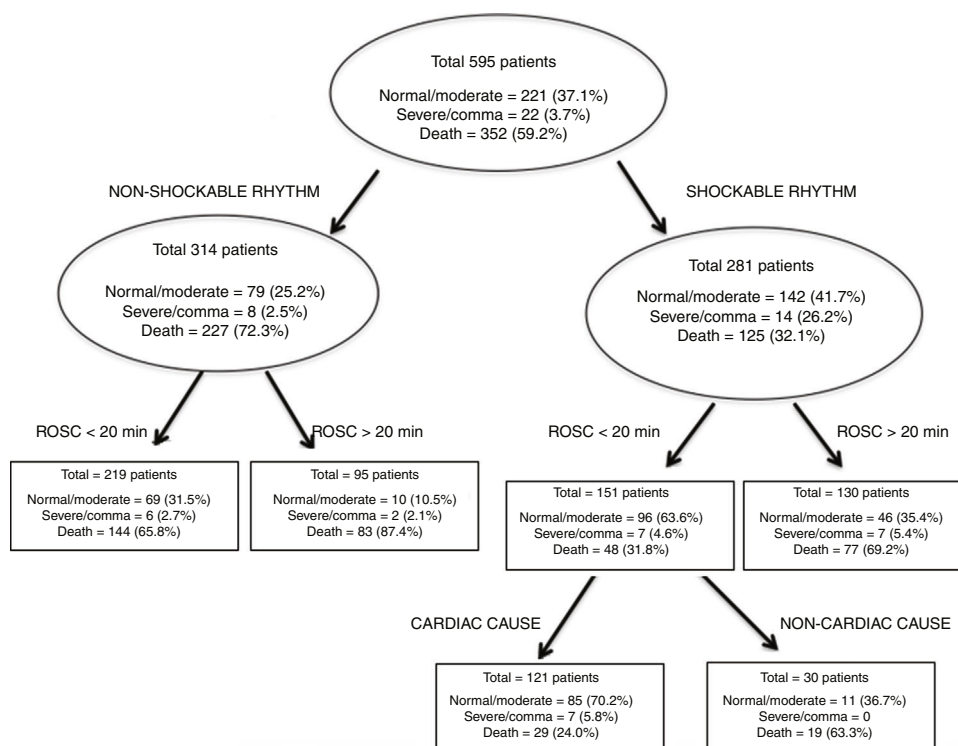 Total 595 patients
Normal/moderate = 221 (37.1%)
Severe/comma = 22 (3.7%)
Death = 352 (59.2%)
NON-SHOCKABLE RHYTHM
SHOCKABLE RHYTHM
Total 314 patients
Normal/moderate = 79 (25.2%)
Severe/comma = 8 (2.5%)
Death = 227 (72.3%)
Total 281 patients
Normal/moderate = 142 (41.7%)
Severe/comma = 14 (26.2%)
Death = 125 (32.1%)
ROSC < 20 min
ROSC > 20 min
ROSC < 20 min
ROSC > 20 min
Total = 219 patients
Normal/moderate = 69 (31.5%)
Severe/comma = 6 (2.7%)
Death = 144 (65.8%)
Total = 95 patients
Normal/moderate = 10 (10.5%)
Severe/comma = 2 (2.1%)
Death = 83 (87.4%)
Total = 151 patients
Normal/moderate = 96 (63.6%)
Severe/comma = 7 (4.6%)
Death = 48 (31.8%)
Total = 130 patients
Normal/moderate = 46 (35.4%)
Severe/comma = 7 (5.4%)
Death = 77 (69.2%)
CARDIAC CAUSE
NON-CARDIAC CAUSE
Total = 121 patients
Normal/moderate = 85 (70.2%)
Severe/comma = 7 (5.8%)
Death = 29 (24.0%)
Total = 30 patients
Normal/moderate = 11 (36.7%)
Severe/comma = 0
Death = 19 (63.3%)